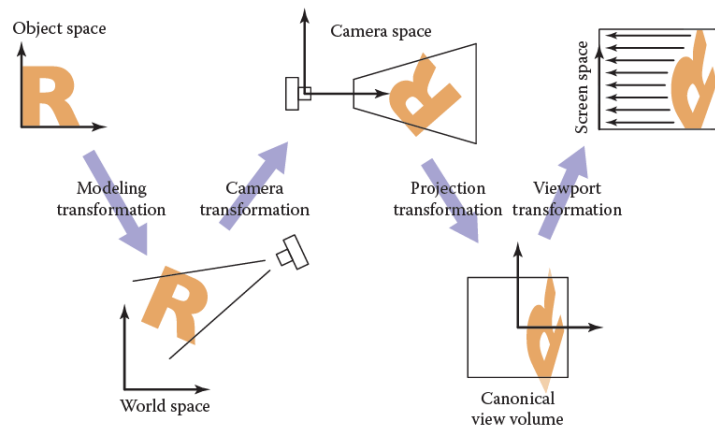 Object space
R
Modeling
transformation
R
World space
Camera
transformation
Camera space
R
Projection
transformation
R
Canonical
view volume
Viewport
transformation
Screen space
R